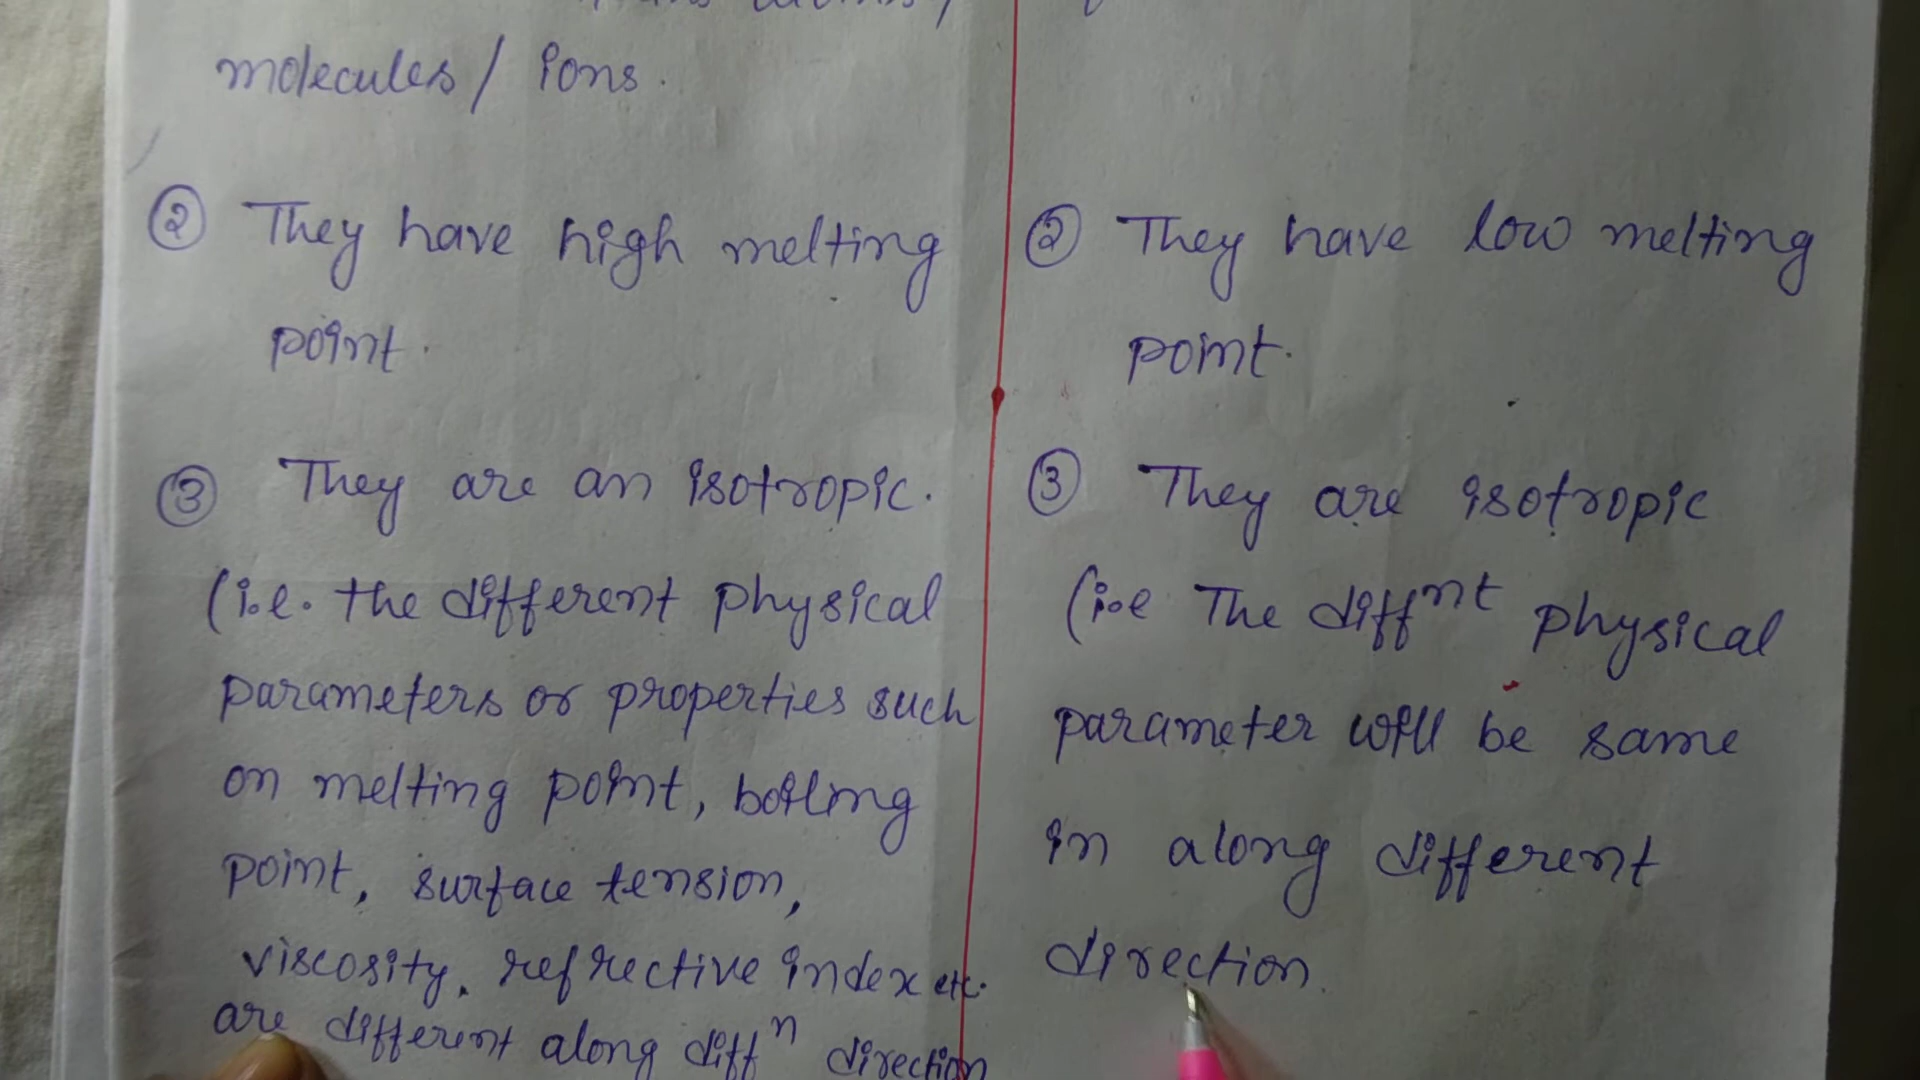 molecules/ ions.
② They have high melting
point.
③ They are an isotropic.
(i.e. the different physical
parameters or properties such
on melting point, boiling
point, surface tension,
viscosity, refrective index etc.
are different along diffⁿ direction
② They have low melting
point.
③ They are isotropic
(i.e The diffⁿᵗ physical
parameter will be same
in along different
direction.